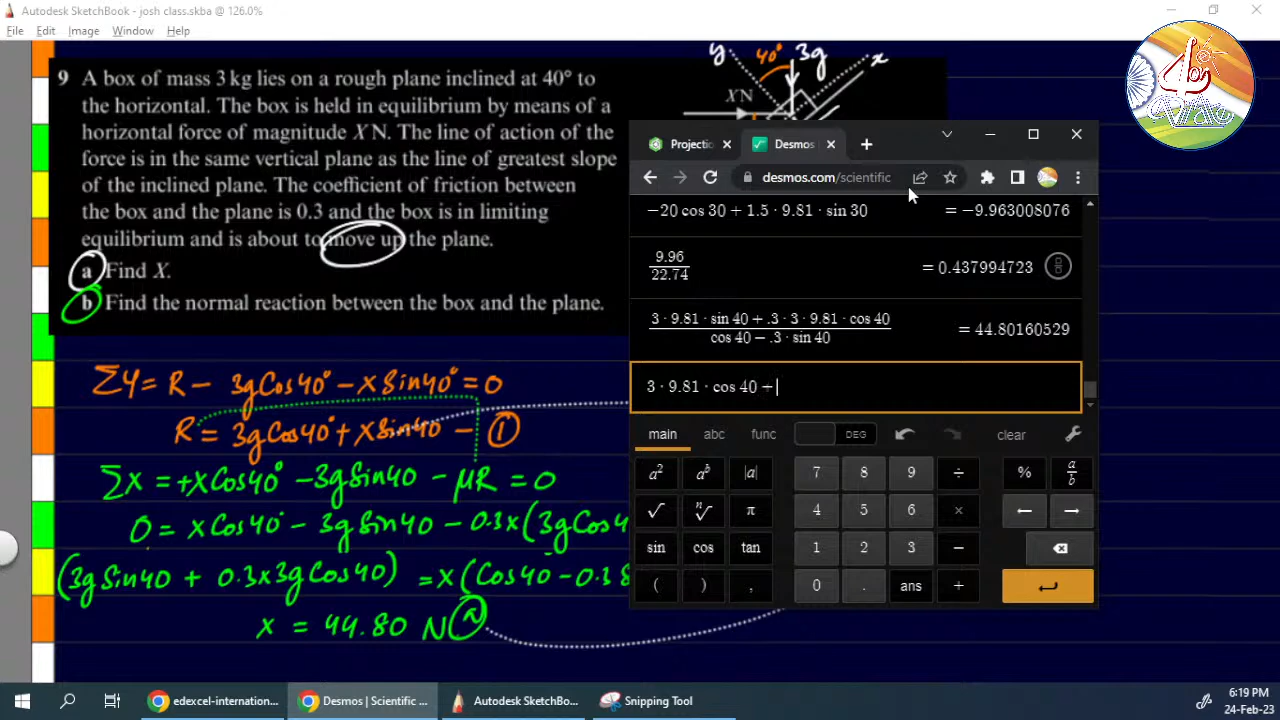 Autodesk SketchBook - josh class.skba @ 126.0%
File Edit Image Window Help
9 A box of mass 3 kg lies on a rough plane inclined at 40° to
the horizontal. The box is held in equilibrium by means of a
horizontal force of magnitude X N. The line of action of the
force is in the same vertical plane as the line of greatest slope
of the inclined plane. The coefficient of friction between
the box and the plane is 0.3 and the box is in limiting
equilibrium and is about to move up the plane.
a Find X.
b Find the normal reaction between the box and the plane.
y 40° 3g x
XN
ΣY = R - 3gCos40° - XSin40° = 0
R = 3gCos40° + XSin40 - ①
ΣX = +XCos40° - 3gSin40 - μR = 0
0 = XCos40 - 3gSin40 - 0.3x(3gCos4
(3gSin40 + 0.3x3gCos40) = X(Cos40 - 0.3S
X = 44.80 N
Projectio
Desmos
desmos.com/scientific
−20 cos 30 + 1.5 · 9.81 · sin 30 = −9.963008076
9.96
22.74
= 0.437994723
3 · 9.81 · sin 40 + .3 · 3 · 9.81 · cos 40
cos 40 − .3 · sin 40
= 44.80160529
3 · 9.81 · cos 40 +
main abc func DEG clear
a² aᵇ |a| 7 8 9 ÷ % a/b
√ ⁿ√ π 4 5 6 × ← →
sin cos tan 1 2 3 −
( ) , 0 . ans +
edexcel-internation...
Desmos | Scientific ...
Autodesk SketchBo...
Snipping Tool
6:19 PM
24-Feb-23